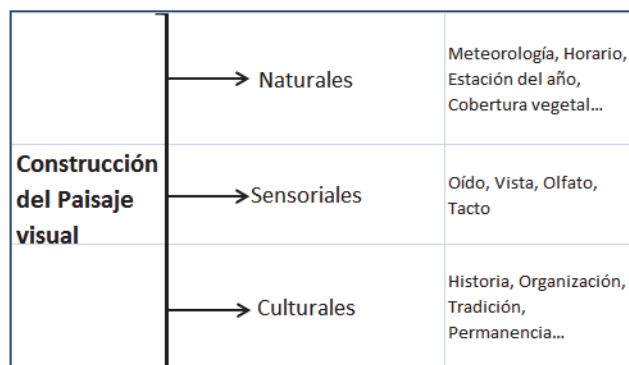 Construcción
del Paisaje
visual
Naturales
Meteorología, Horario,
Estación del año,
Cobertura vegetal...
Sensoriales
Oído, Vista, Olfato,
Tacto
Culturales
Historia, Organización,
Tradición,
Permanencia...